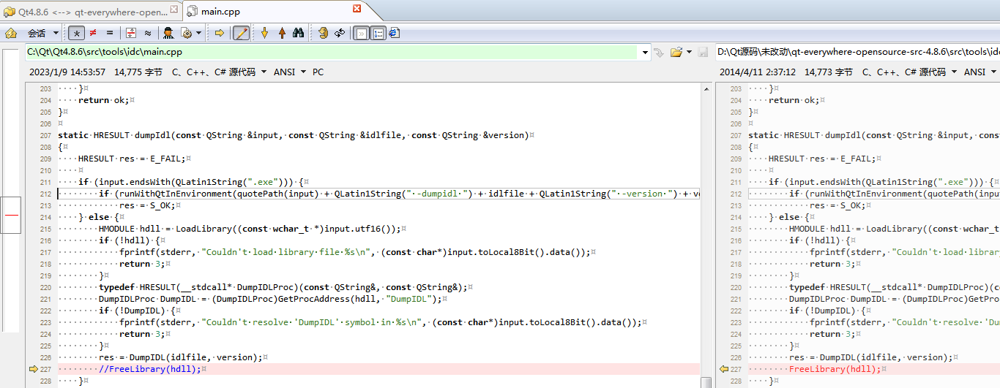 Qt4.8.6 <--> qt-everywhere-open...
main.cpp
会话
C:\Qt\Qt4.8.6\src\tools\idc\main.cpp
D:\Qt源码\未改动\qt-everywhere-opensource-src-4.8.6\src\tools\idc
2023/1/9 14:53:57 14,775 字节 C、C++、C# 源代码 ANSI PC
2014/4/11 2:37:12 14,773 字节 C、C++、C# 源代码 ANSI
203 ····}¤
204 ····return·ok;¤
205 }¤
206 ¤
207 static·HRESULT·dumpIdl(const·QString·&input,·const·QString·&idlfile,·const·QString·&version)¤
208 {¤
209 ····HRESULT·res·=·E_FAIL;¤
210 ····¤
211 ····if·(input.endsWith(QLatin1String(".exe")))·{¤
212 ········if·(runWithQtInEnvironment(quotePath(input)·+·QLatin1String("·-dumpidl·")·+·idlfile·+·QLatin1String("·-version·")·+·v
213 ············res·=·S_OK;¤
214 ····}·else·{¤
215 ········HMODULE·hdll·=·LoadLibrary((const·wchar_t·*)input.utf16());¤
216 ········if·(!hdll)·{¤
217 ············fprintf(stderr,·"Couldn't·load·library·file·%s\n",·(const·char*)input.toLocal8Bit().data());¤
218 ············return·3;¤
219 ········}¤
220 ········typedef·HRESULT(__stdcall*·DumpIDLProc)(const·QString&,·const·QString&);¤
221 ········DumpIDLProc·DumpIDL·=·(DumpIDLProc)GetProcAddress(hdll,·"DumpIDL");¤
222 ········if·(!DumpIDL)·{¤
223 ············fprintf(stderr,·"Couldn't·resolve·'DumpIDL'·symbol·in·%s\n",·(const·char*)input.toLocal8Bit().data());¤
224 ············return·3;¤
225 ········}¤
226 ········res·=·DumpIDL(idlfile,·version);¤
227 ········//FreeLibrary(hdll);¤
228 ····}¤
203 ····}¤
204 ····return·ok;¤
205 }¤
206 ¤
207 static·HRESULT·dumpIdl(const·QString·&input,·cons
208 {¤
209 ····HRESULT·res·=·E_FAIL;¤
210 ····¤
211 ····if·(input.endsWith(QLatin1String(".exe")))·{¤
212 ········if·(runWithQtInEnvironment(quotePath(inpu
213 ············res·=·S_OK;¤
214 ····}·else·{¤
215 ········HMODULE·hdll·=·LoadLibrary((const·wchar_t
216 ········if·(!hdll)·{¤
217 ············fprintf(stderr,·"Couldn't·load·librar
218 ············return·3;¤
219 ········}¤
220 ········typedef·HRESULT(__stdcall*·DumpIDLProc)(co
221 ········DumpIDLProc·DumpIDL·=·(DumpIDLProc)GetPro
222 ········if·(!DumpIDL)·{¤
223 ············fprintf(stderr,·"Couldn't·resolve·'Du
224 ············return·3;¤
225 ········}¤
226 ········res·=·DumpIDL(idlfile,·version);¤
227 ········FreeLibrary(hdll);¤
228 ····}¤